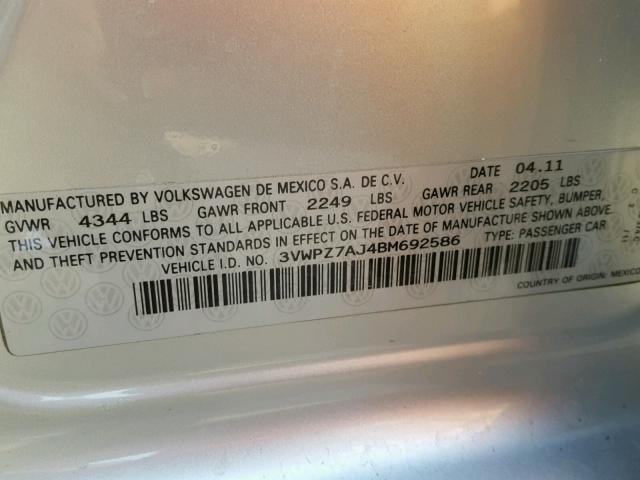 MANUFACTURED BY VOLKSWAGEN DE MEXICO S.A. DE C.V. DATE 04.11
GVWR 4344 LBS GAWR FRONT 2249 LBS GAWR REAR 2205 LBS
THIS VEHICLE CONFORMS TO ALL APPLICABLE U.S. FEDERAL MOTOR VEHICLE SAFETY, BUMPER,
AND THEFT PREVENTION STANDARDS IN EFFECT ON THE DATE OF MANUFACTURE SHOWN ABOVE.
VEHICLE I.D. NO. 3VWPZ7AJ4BM692586 TYPE: PASSENGER CAR
COUNTRY OF ORIGIN: MEXICO